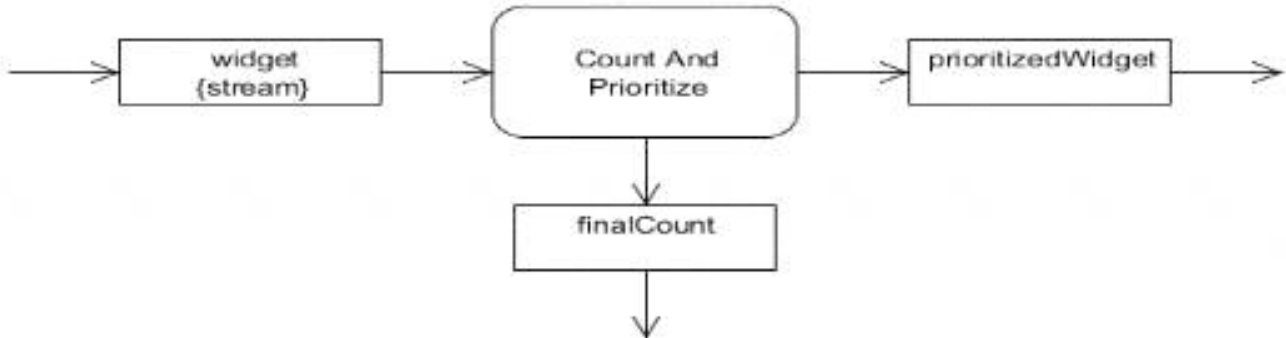 widget
{stream}
Count And
Prioritize
prioritizedWidget
finalCount